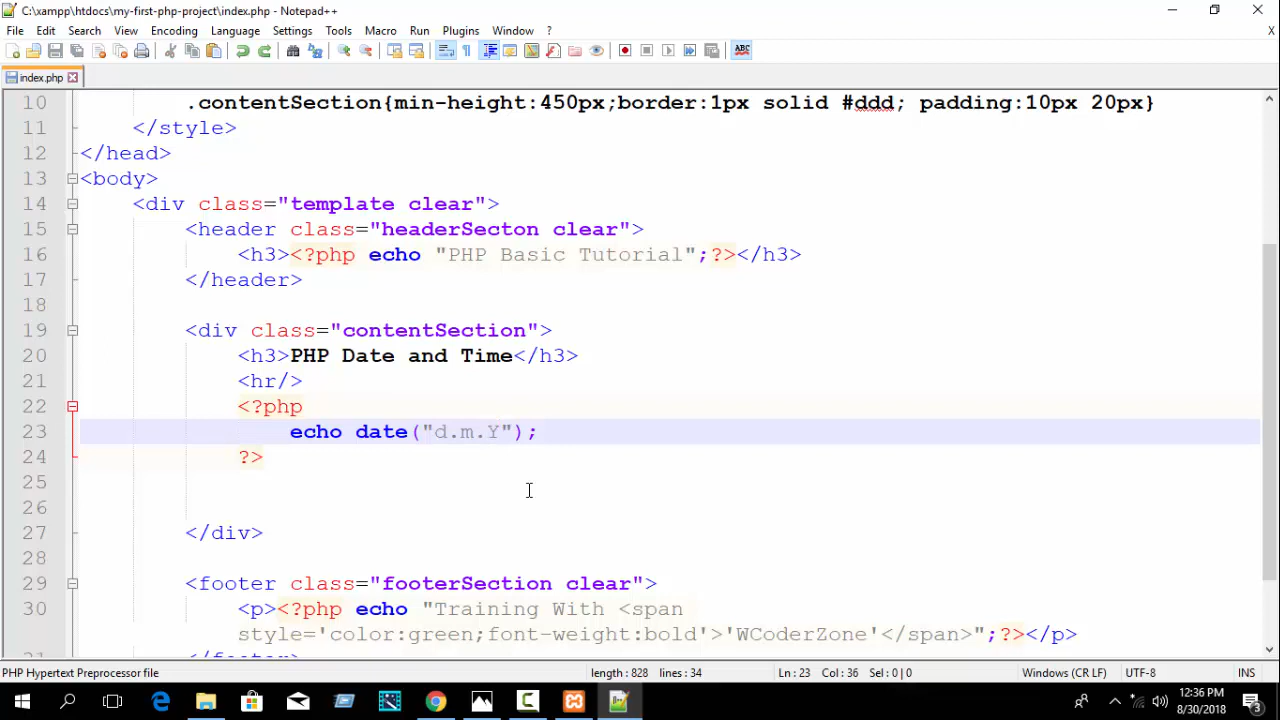 C:\xampp\htdocs\my-first-php-project\index.php - Notepad++
File Edit Search View Encoding Language Settings Tools Macro Run Plugins Window ? X
ABC
index.php
10 .contentSection{min-height:450px;border:1px solid #ddd; padding:10px 20px}
11 </style>
12 </head>
13 <body>
14 <div class="template clear">
15 <header class="headerSecton clear">
16 <h3><?php echo "PHP Basic Tutorial";?></h3>
17 </header>
18
19 <div class="contentSection">
20 <h3>PHP Date and Time</h3>
21 <hr/>
22 <?php
23 echo date("d.m.Y");
24 ?>
25
26
27 </div>
28
29 <footer class="footerSection clear">
30 <p><?php echo "Training With <span
style='color:green;font-weight:bold'>'WCoderZone'</span>";?></p>
31 </footer>
PHP Hypertext Preprocessor file length : 828 lines : 34 Ln : 23 Col : 36 Sel : 0 | 0 Windows (CR LF) UTF-8 INS
12:36 PM
8/30/2018
3